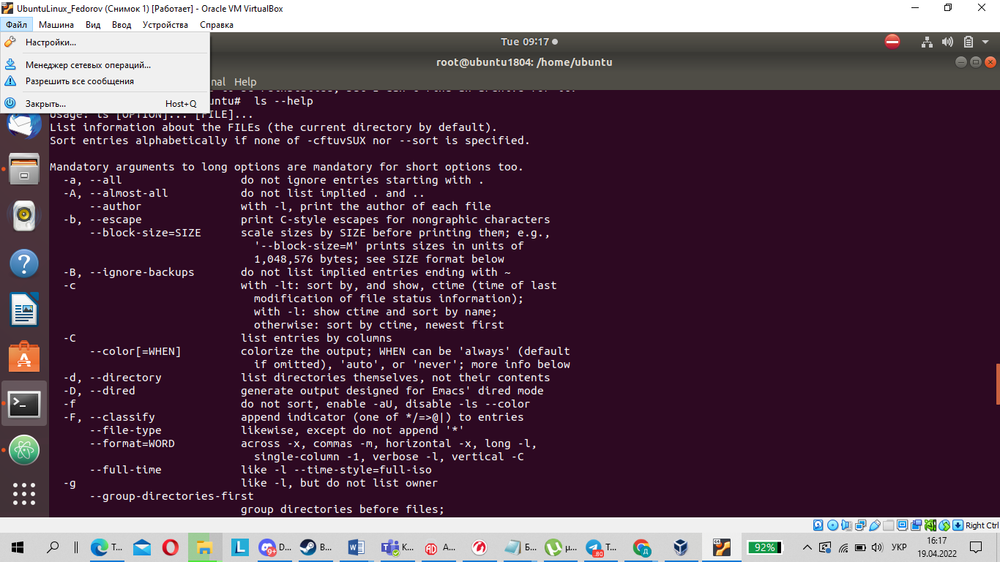 UbuntuLinux_Fedorov (Снимок 1) [Работает] - Oracle VM VirtualBox
Файл Машина Вид Ввод Устройства Справка
Настройки...
Менеджер сетевых операций...
Разрешить все сообщения
Закрыть... Host+Q
Tue 09:17
root@ubuntu1804: /home/ubuntu
nal Help
untu# ls --help
Usage: ls [OPTION]... [FILE]...
List information about the FILEs (the current directory by default).
Sort entries alphabetically if none of -cftuvSUX nor --sort is specified.
Mandatory arguments to long options are mandatory for short options too.
-a, --all do not ignore entries starting with .
-A, --almost-all do not list implied . and ..
--author with -l, print the author of each file
-b, --escape print C-style escapes for nongraphic characters
--block-size=SIZE scale sizes by SIZE before printing them; e.g.,
'--block-size=M' prints sizes in units of
1,048,576 bytes; see SIZE format below
-B, --ignore-backups do not list implied entries ending with ~
-c with -lt: sort by, and show, ctime (time of last
modification of file status information);
with -l: show ctime and sort by name;
otherwise: sort by ctime, newest first
-C list entries by columns
--color[=WHEN] colorize the output; WHEN can be 'always' (default
if omitted), 'auto', or 'never'; more info below
-d, --directory list directories themselves, not their contents
-D, --dired generate output designed for Emacs' dired mode
-f do not sort, enable -aU, disable -ls --color
-F, --classify append indicator (one of */=>@|) to entries
--file-type likewise, except do not append '*'
--format=WORD across -x, commas -m, horizontal -x, long -l,
single-column -1, verbose -l, vertical -C
--full-time like -l --time-style=full-iso
-g like -l, but do not list owner
--group-directories-first
group directories before files;
Right Ctrl
T... D... 9+ B... K... A... Б... µ... T... 80 92% УКР 16:17
19.04.2022